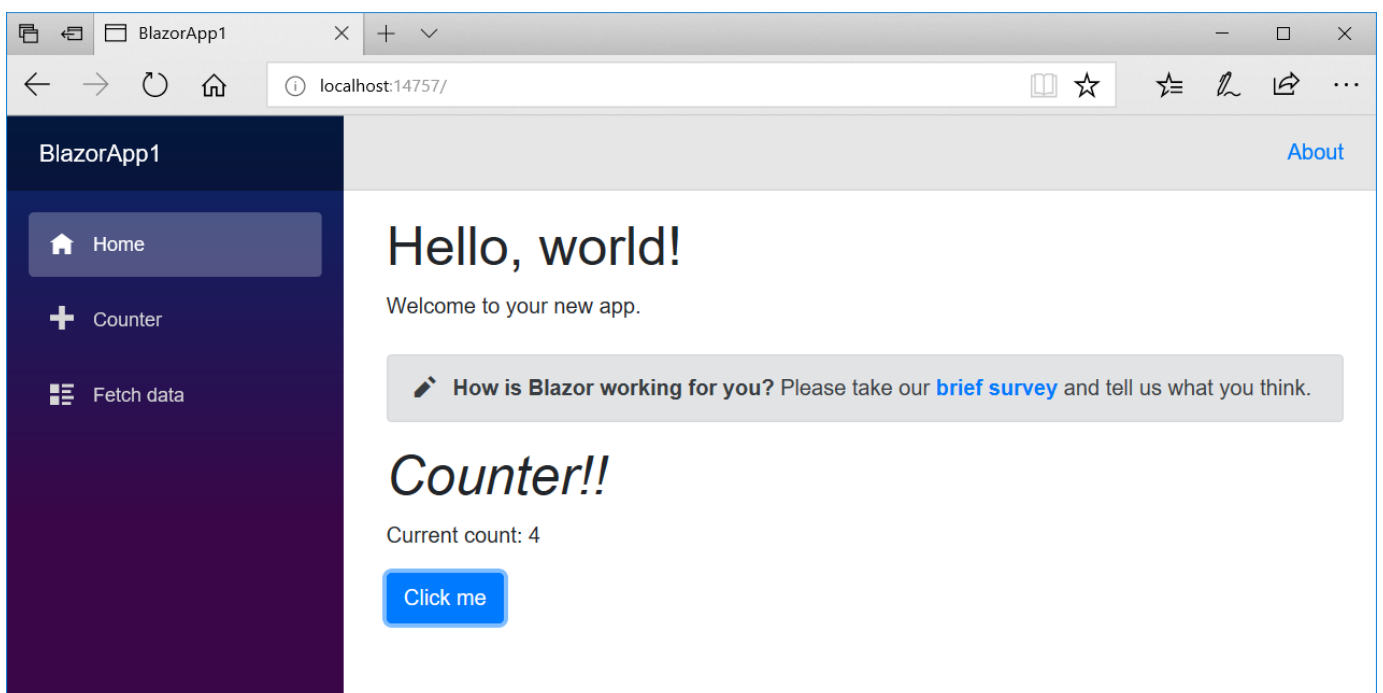 BlazorApp1
localhost:14757/
BlazorApp1
About
Home
Counter
Fetch data
Hello, world!
Welcome to your new app.
How is Blazor working for you? Please take our brief survey and tell us what you think.
Counter!!
Current count: 4
Click me